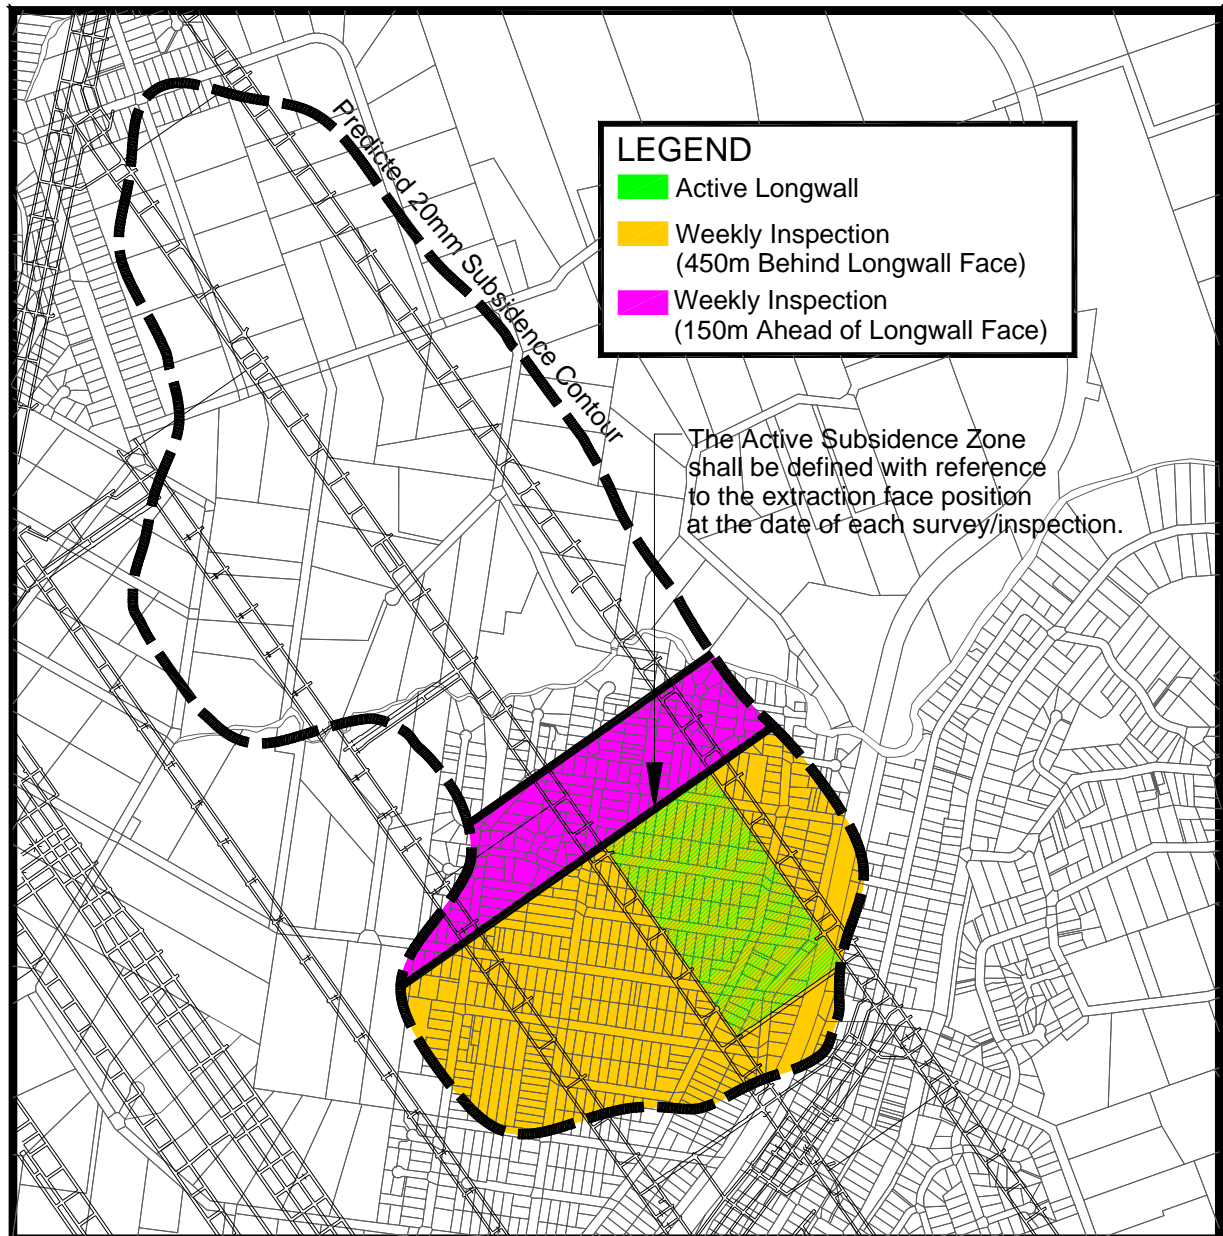 Predicted 20mm Subsidence Contour
LEGEND
Active Longwall
Weekly Inspection
(450m Behind Longwall Face)
Weekly Inspection
(150m Ahead of Longwall Face)
The Active Subsidence Zone
shall be defined with reference
to the extraction face position
at the date of each survey/inspection.